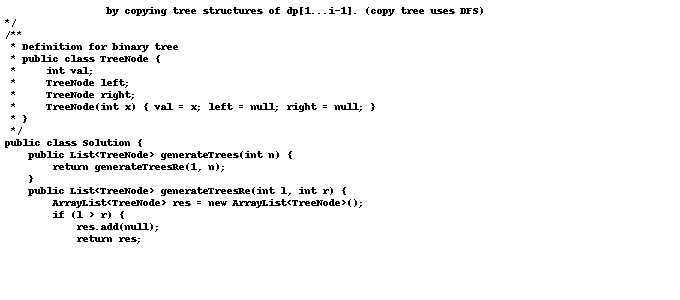 by copying tree structures of dp[1...i-1]. (copy tree uses DFS)
*/
/**
 * Definition for binary tree
 * public class TreeNode {
 *     int val;
 *     TreeNode left;
 *     TreeNode right;
 *     TreeNode(int x) { val = x; left = null; right = null; }
 * }
 */
public class Solution {
    public List<TreeNode> generateTrees(int n) {
        return generateTreesRe(1, n);
    }
    public List<TreeNode> generateTreesRe(int l, int r) {
        ArrayList<TreeNode> res = new ArrayList<TreeNode>();
        if (l > r) {
            res.add(null);
            return res;